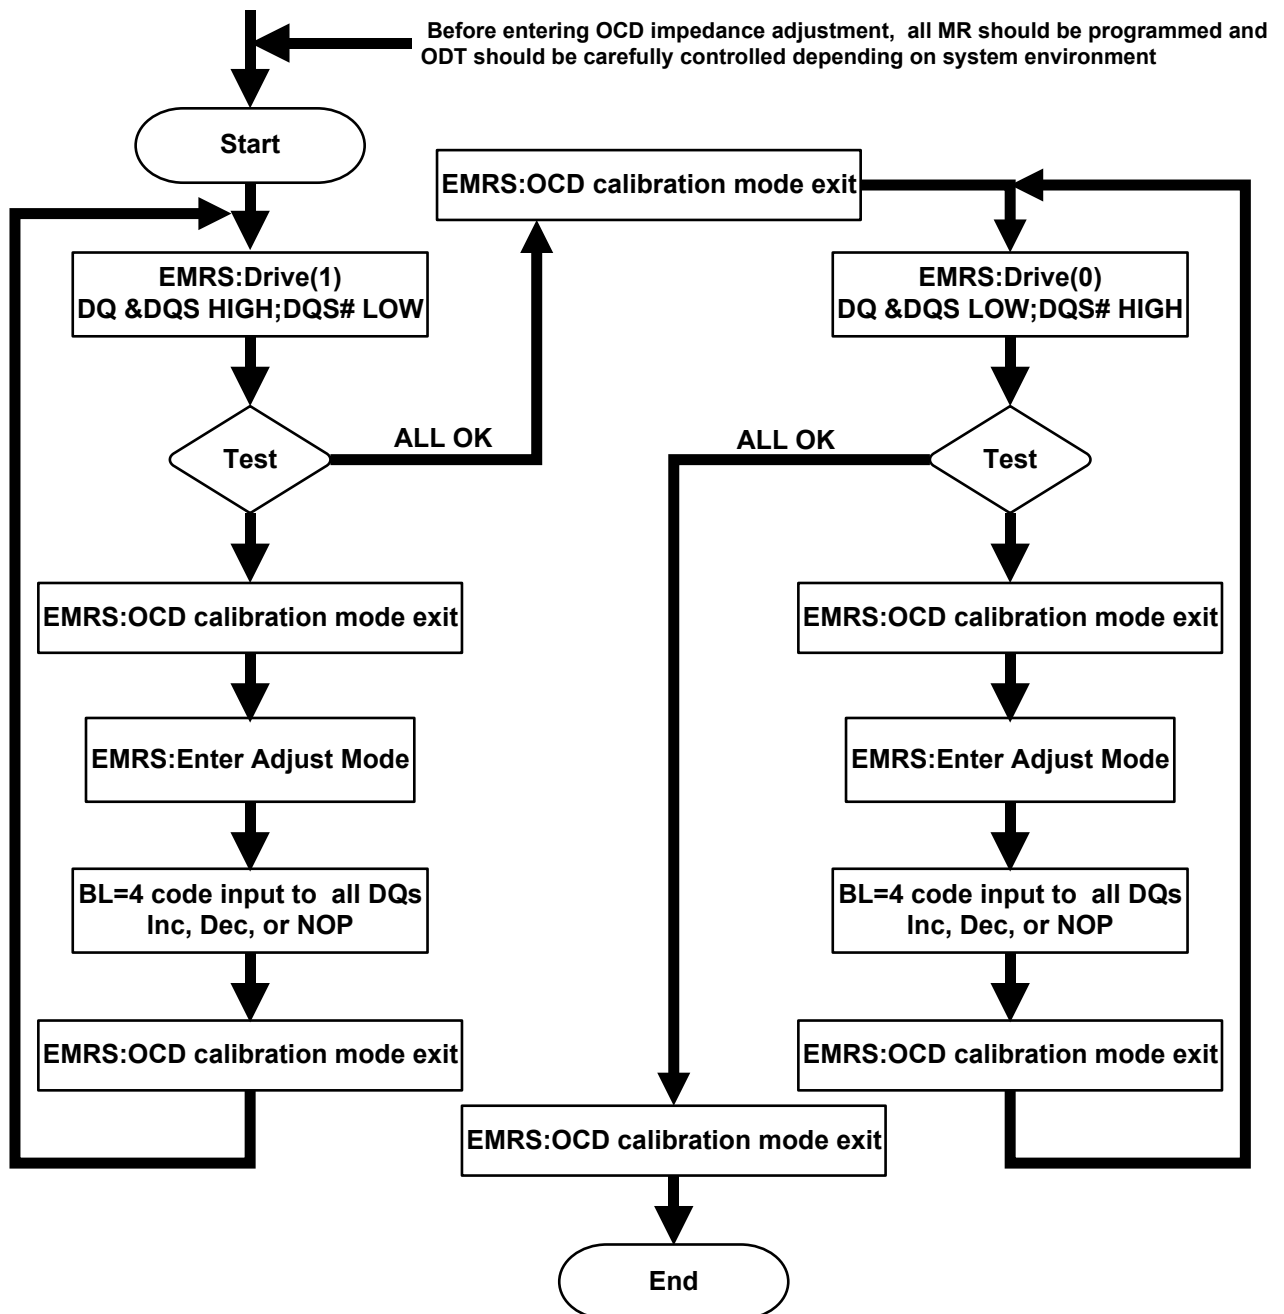 Before entering OCD impedance adjustment, all MR should be programmed and
ODT should be carefully controlled depending on system environment
Start
EMRS:OCD calibration mode exit
EMRS:Drive(1)
DQ &DQS HIGH;DQS# LOW
EMRS:Drive(0)
DQ &DQS LOW;DQS# HIGH
Test
ALL OK
ALL OK
Test
EMRS:OCD calibration mode exit
EMRS:OCD calibration mode exit
EMRS:Enter Adjust Mode
EMRS:Enter Adjust Mode
BL=4 code input to all DQs
Inc, Dec, or NOP
BL=4 code input to all DQs
Inc, Dec, or NOP
EMRS:OCD calibration mode exit
EMRS:OCD calibration mode exit
EMRS:OCD calibration mode exit
End